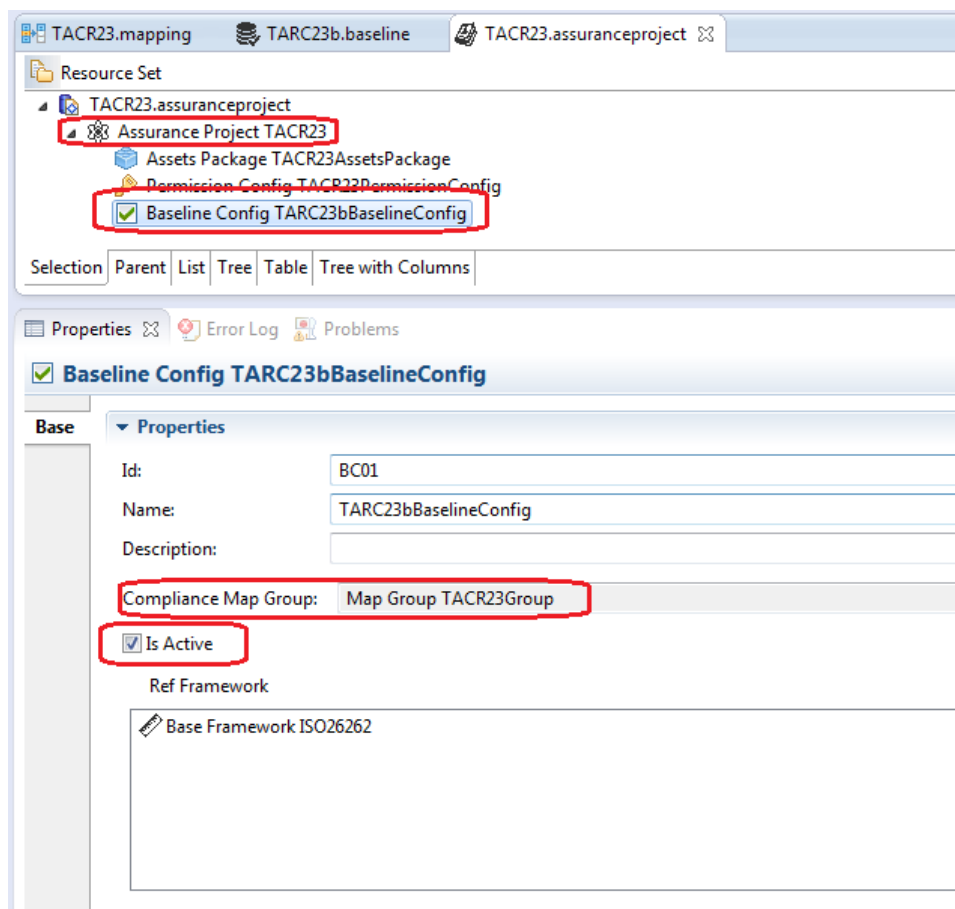 TACR23.mapping TARC23b.baseline TACR23.assuranceproject
Resource Set
TACR23.assuranceproject
Assurance Project TACR23
Assets Package TACR23AssetsPackage
Permission Config TACR23PermissionConfig
Baseline Config TARC23bBaselineConfig
Selection Parent List Tree Table Tree with Columns
Properties Error Log Problems
Baseline Config TARC23bBaselineConfig
Base Properties
Id: BC01
Name: TARC23bBaselineConfig
Description:
Compliance Map Group: Map Group TACR23Group
Is Active
Ref Framework
Base Framework ISO26262